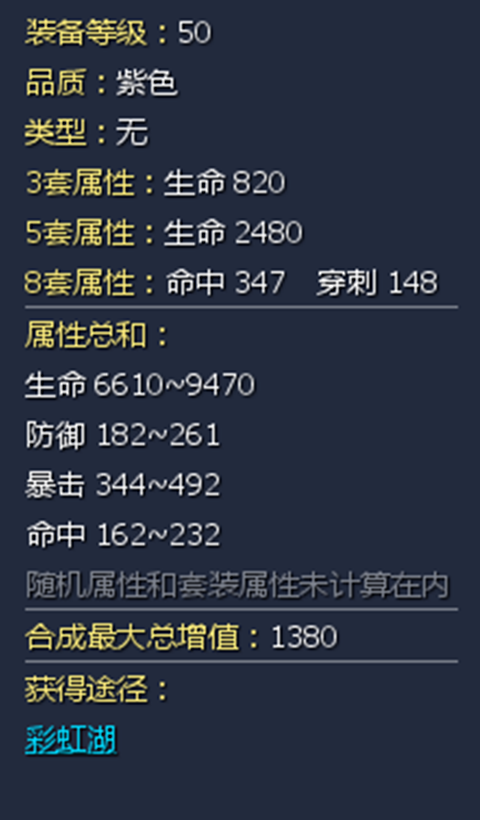 装备等级：50
品质：紫色
类型：无
3套属性：生命 820
5套属性：生命 2480
8套属性：命中 347 穿刺 148
属性总和：
生命 6610~9470
防御 182~261
暴击 344~492
命中 162~232
随机属性和套装属性未计算在内
合成最大总增值：1380
获得途径：
彩虹湖